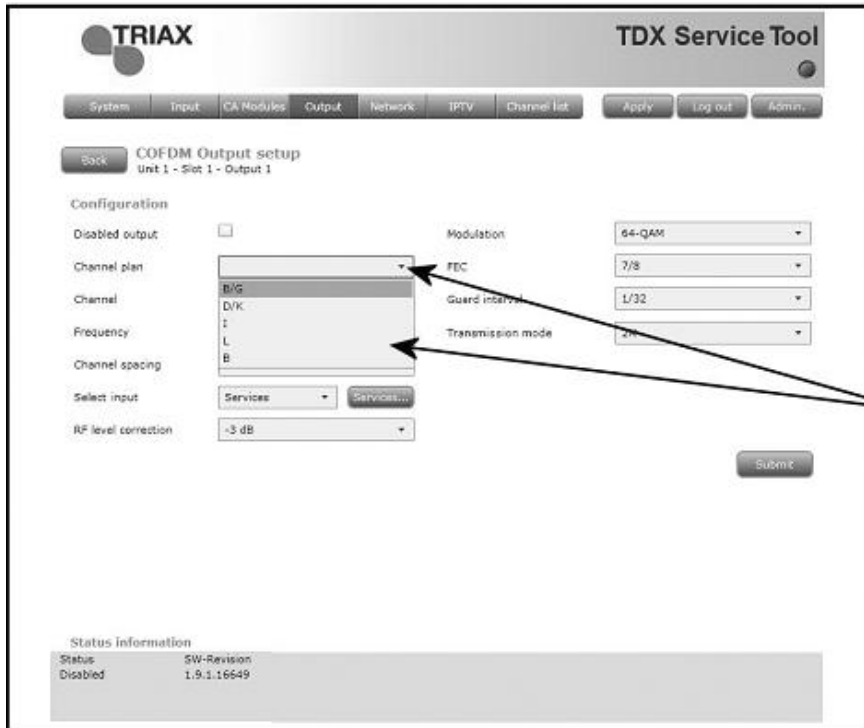 TRIAX
TDX Service Tool
System Input CA Modules Output Network IPTV Channel list Apply Log out Admin.
Back COFDM Output setup
Unit 1 - Slot 1 - Output 1
Configuration
Disabled output Modulation 64-QAM
Channel plan FEC 7/8
B/G
Channel Guard interval 1/32
D/K
I
Frequency Transmission mode
L
B
Channel spacing
Select input Services Services...
RF level correction -3 dB
Submit
Status information
Status SW-Revision
Disabled 1.9.1.16649